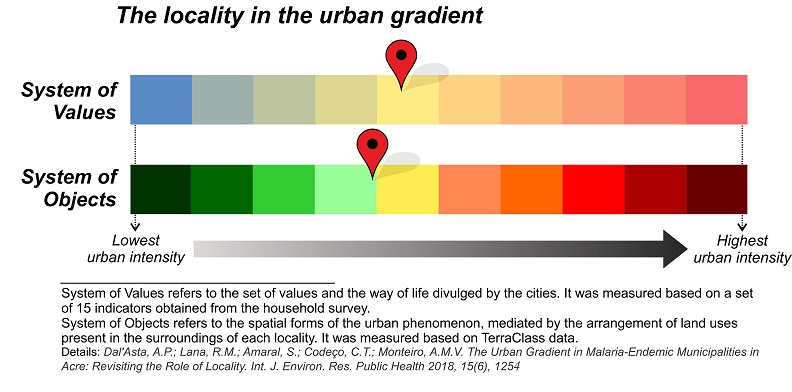 The locality in the urban gradient
System of
Values
System of
Objects
Lowest
urban intensity
Highest
urban intensity
System of Values refers to the set of values and the way of life divulged by the cities. It was measured based on a set
of 15 indicators obtained from the household survey.
System of Objects refers to the spatial forms of the urban phenomenon, mediated by the arrangement of land uses
present in the surroundings of each locality. It was measured based on TerraClass data.
Details: Dal'Asta, A.P.; Lana, R.M.; Amaral, S.; Codeço, C.T.; Monteiro, A.M.V. The Urban Gradient in Malaria-Endemic Municipalities in
Acre: Revisiting the Role of Locality. Int. J. Environ. Res. Public Health 2018, 15(6), 1254